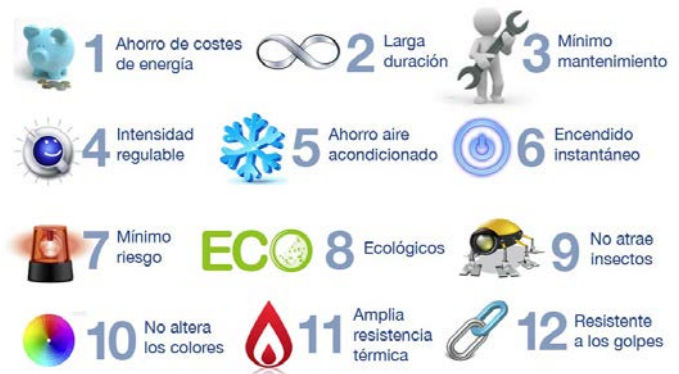 1 Ahorro de costes
de energía
2 Larga
duración
3 Mínimo
mantenimiento
4 Intensidad
regulable
5 Ahorro aire
acondicionado
6 Encendido
instantáneo
7 Mínimo
riesgo
ECO
8 Ecológicos
9 No atrae
insectos
10 No altera
los colores
11 Amplia
resistencia
térmica
12 Resistente
a los golpes